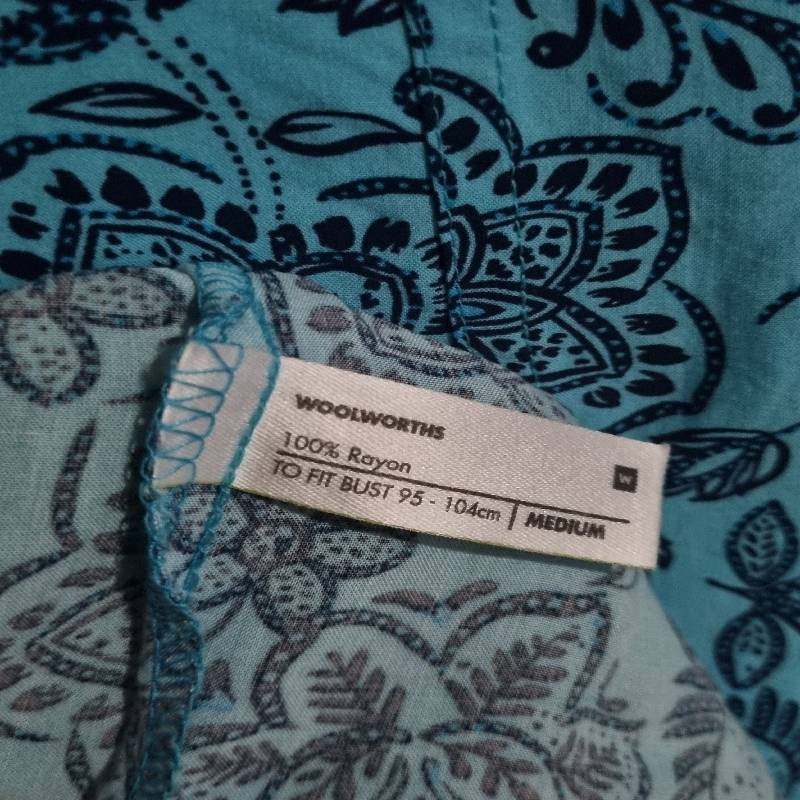 WOOLWORTHS
100% Rayon
W
TO FIT BUST 95 - 104cm | MEDIUM